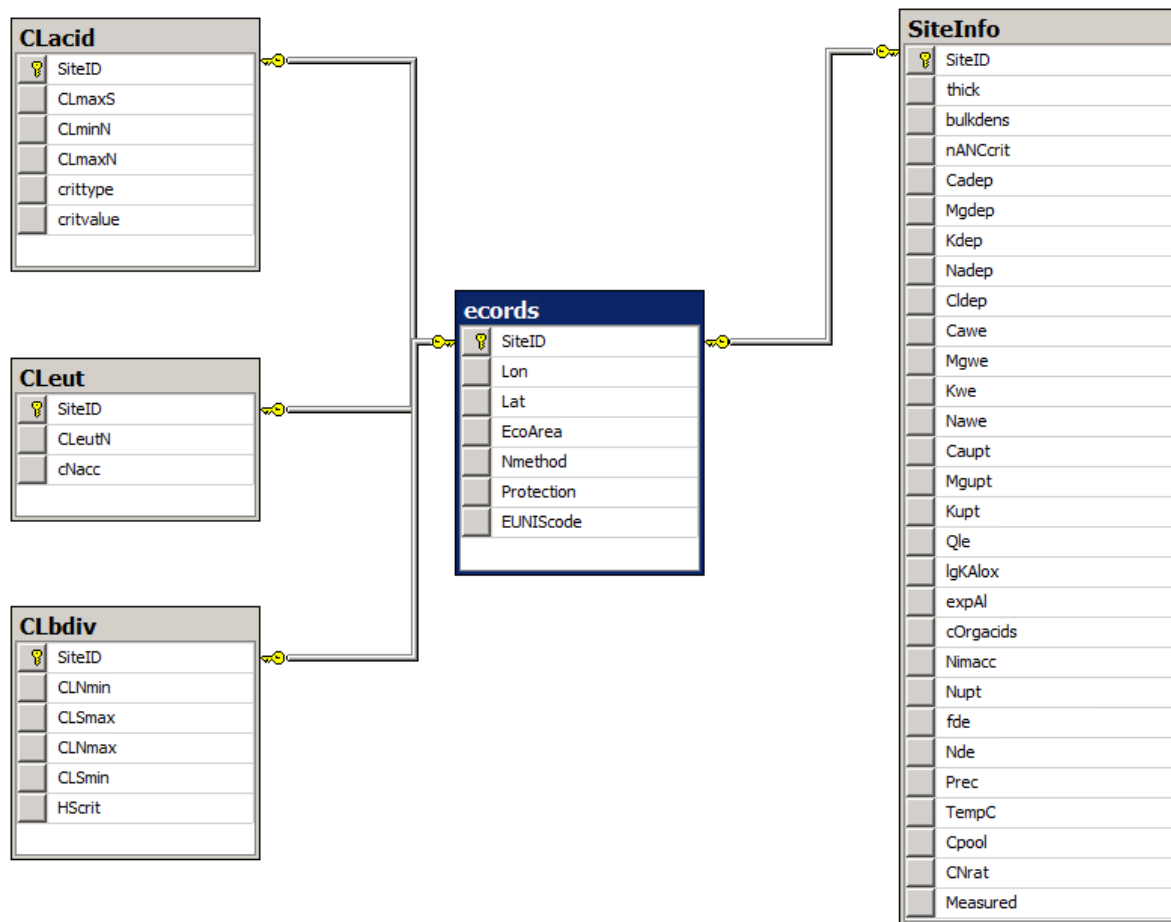 CLacid
SiteID
CLmaxS
CLminN
CLmaxN
crittype
critvalue
CLeut
SiteID
CLeutN
cNacc
CLbdiv
SiteID
CLNmin
CLSmax
CLNmax
CLSmin
HScrit
ecords
SiteID
Lon
Lat
EcoArea
Nmethod
Protection
EUNIScode
SiteInfo
SiteID
thick
bulkdens
nANCcrit
Cadep
Mgdep
Kdep
Nadep
Cldep
Cawe
Mgwe
Kwe
Nawe
Caupt
Mgupt
Kupt
Qle
lgKAlox
expAl
cOrgacids
Nimacc
Nupt
fde
Nde
Prec
TempC
Cpool
CNrat
Measured